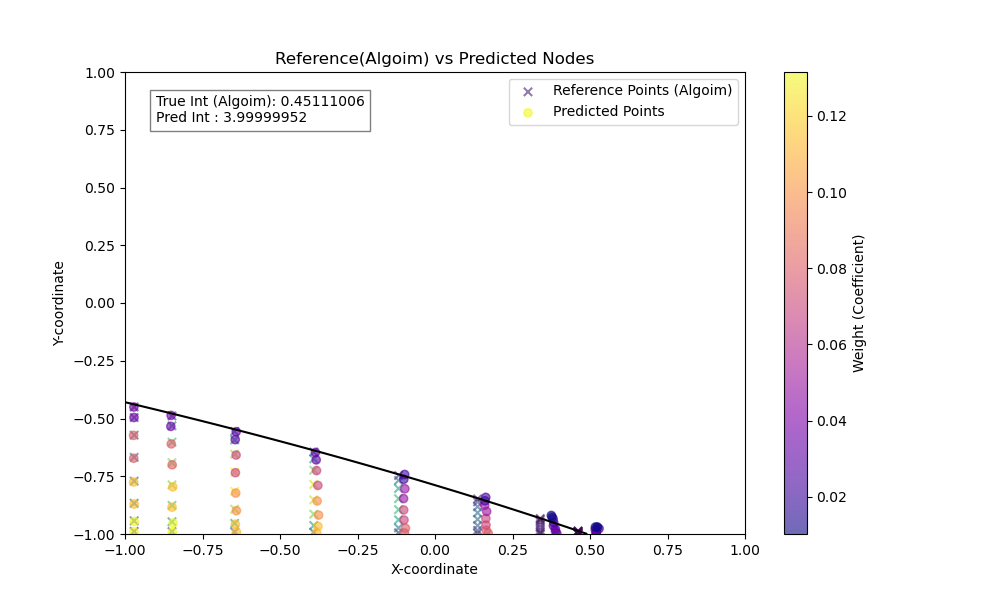 Reference(Algoim) vs Predicted Nodes
True Int (Algoim): 0.45111006
Pred Int : 3.99999952
Reference Points (Algoim)
Predicted Points
1.00
0.75
0.50
0.25
0.00
−0.25
−0.50
−0.75
−1.00
Y-coordinate
−1.00 −0.75 −0.50 −0.25 0.00 0.25 0.50 0.75 1.00
X-coordinate
0.12
0.10
0.08
0.06
0.04
0.02
Weight (Coefficient)